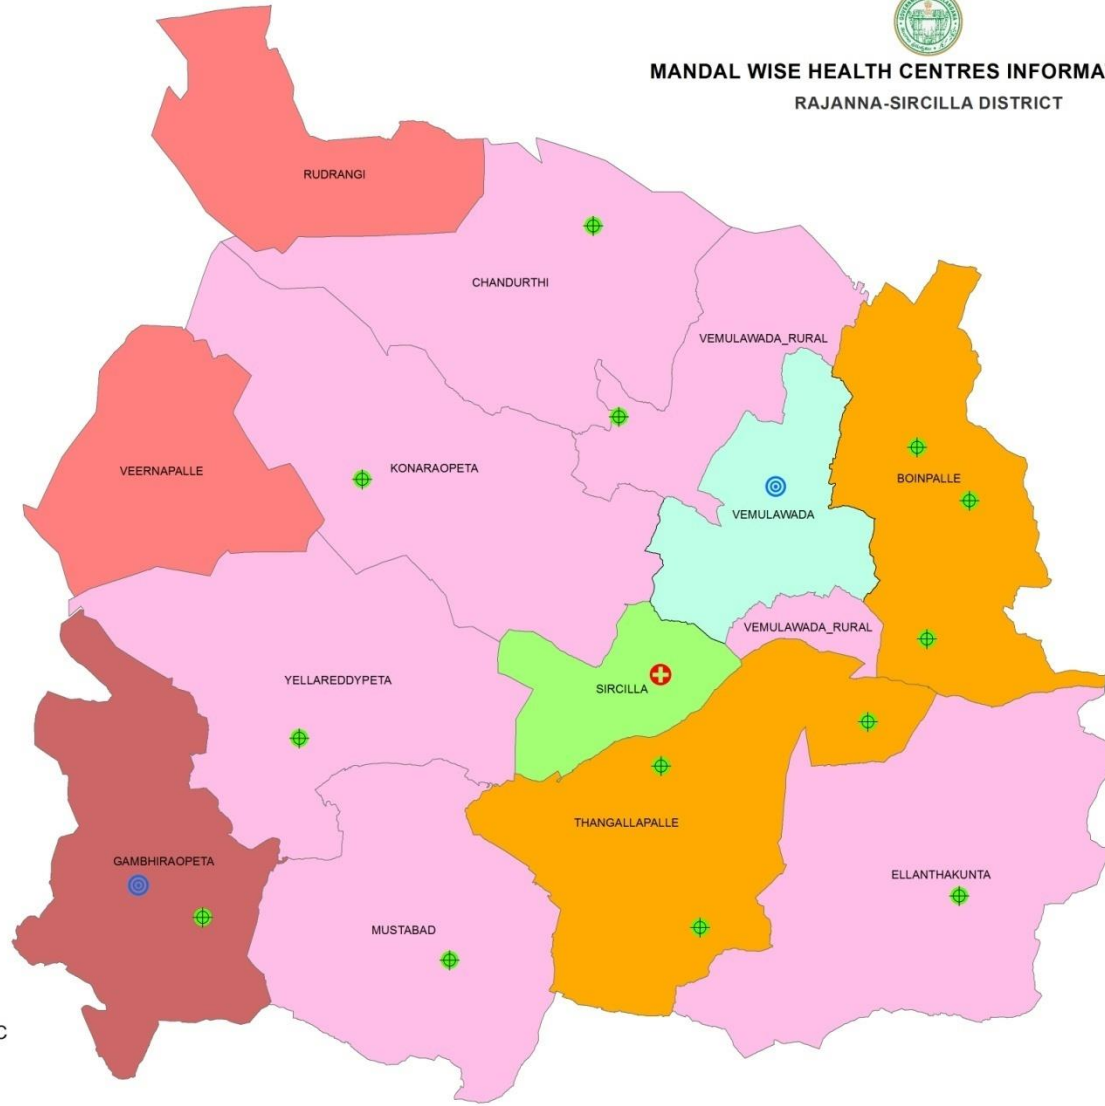 MANDAL WISE HEALTH CENTRES INFORMA
RAJANNA-SIRCILLA DISTRICT
RUDRANGI
CHANDURTHI
VEMULAWADA_RURAL
VEERNAPALLE
KONARAOPETA
BOINPALLE
VEMULAWADA
VEMULAWADA_RURAL
YELLAREDDYPETA
SIRCILLA
THANGALLAPALLE
GAMBHIRAOPETA
ELLANTHAKUNTA
MUSTABAD
C